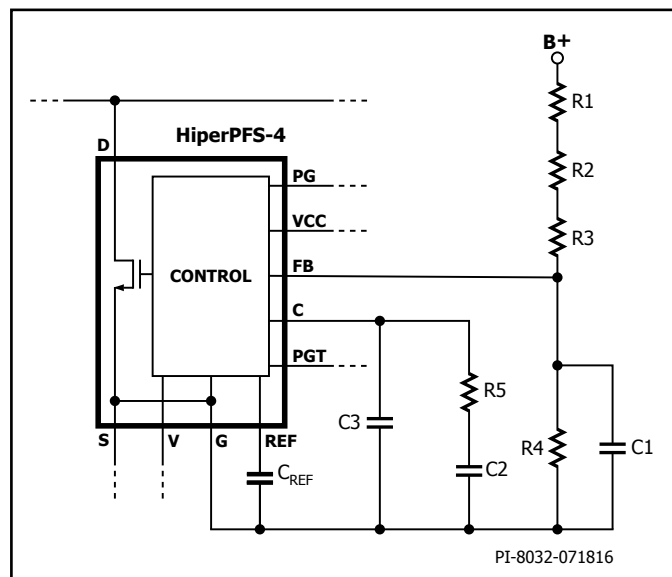 B+
R1
HiperPFS-4
D
PG
R2
VCC
R3
CONTROL
FB
C
PGT
R5
C3
R4
C1
S
V
G
REF
C2
CREF
PI-8032-071816